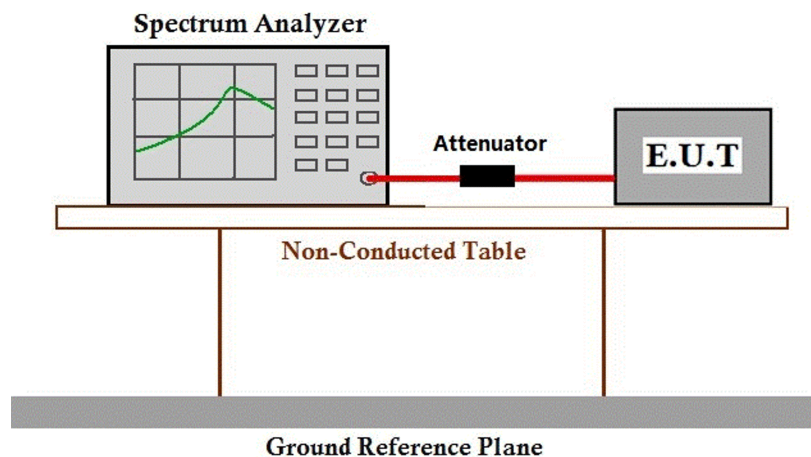 Spectrum Analyzer
Attenuator
E.U.T
Non-Conducted Table
Ground Reference Plane